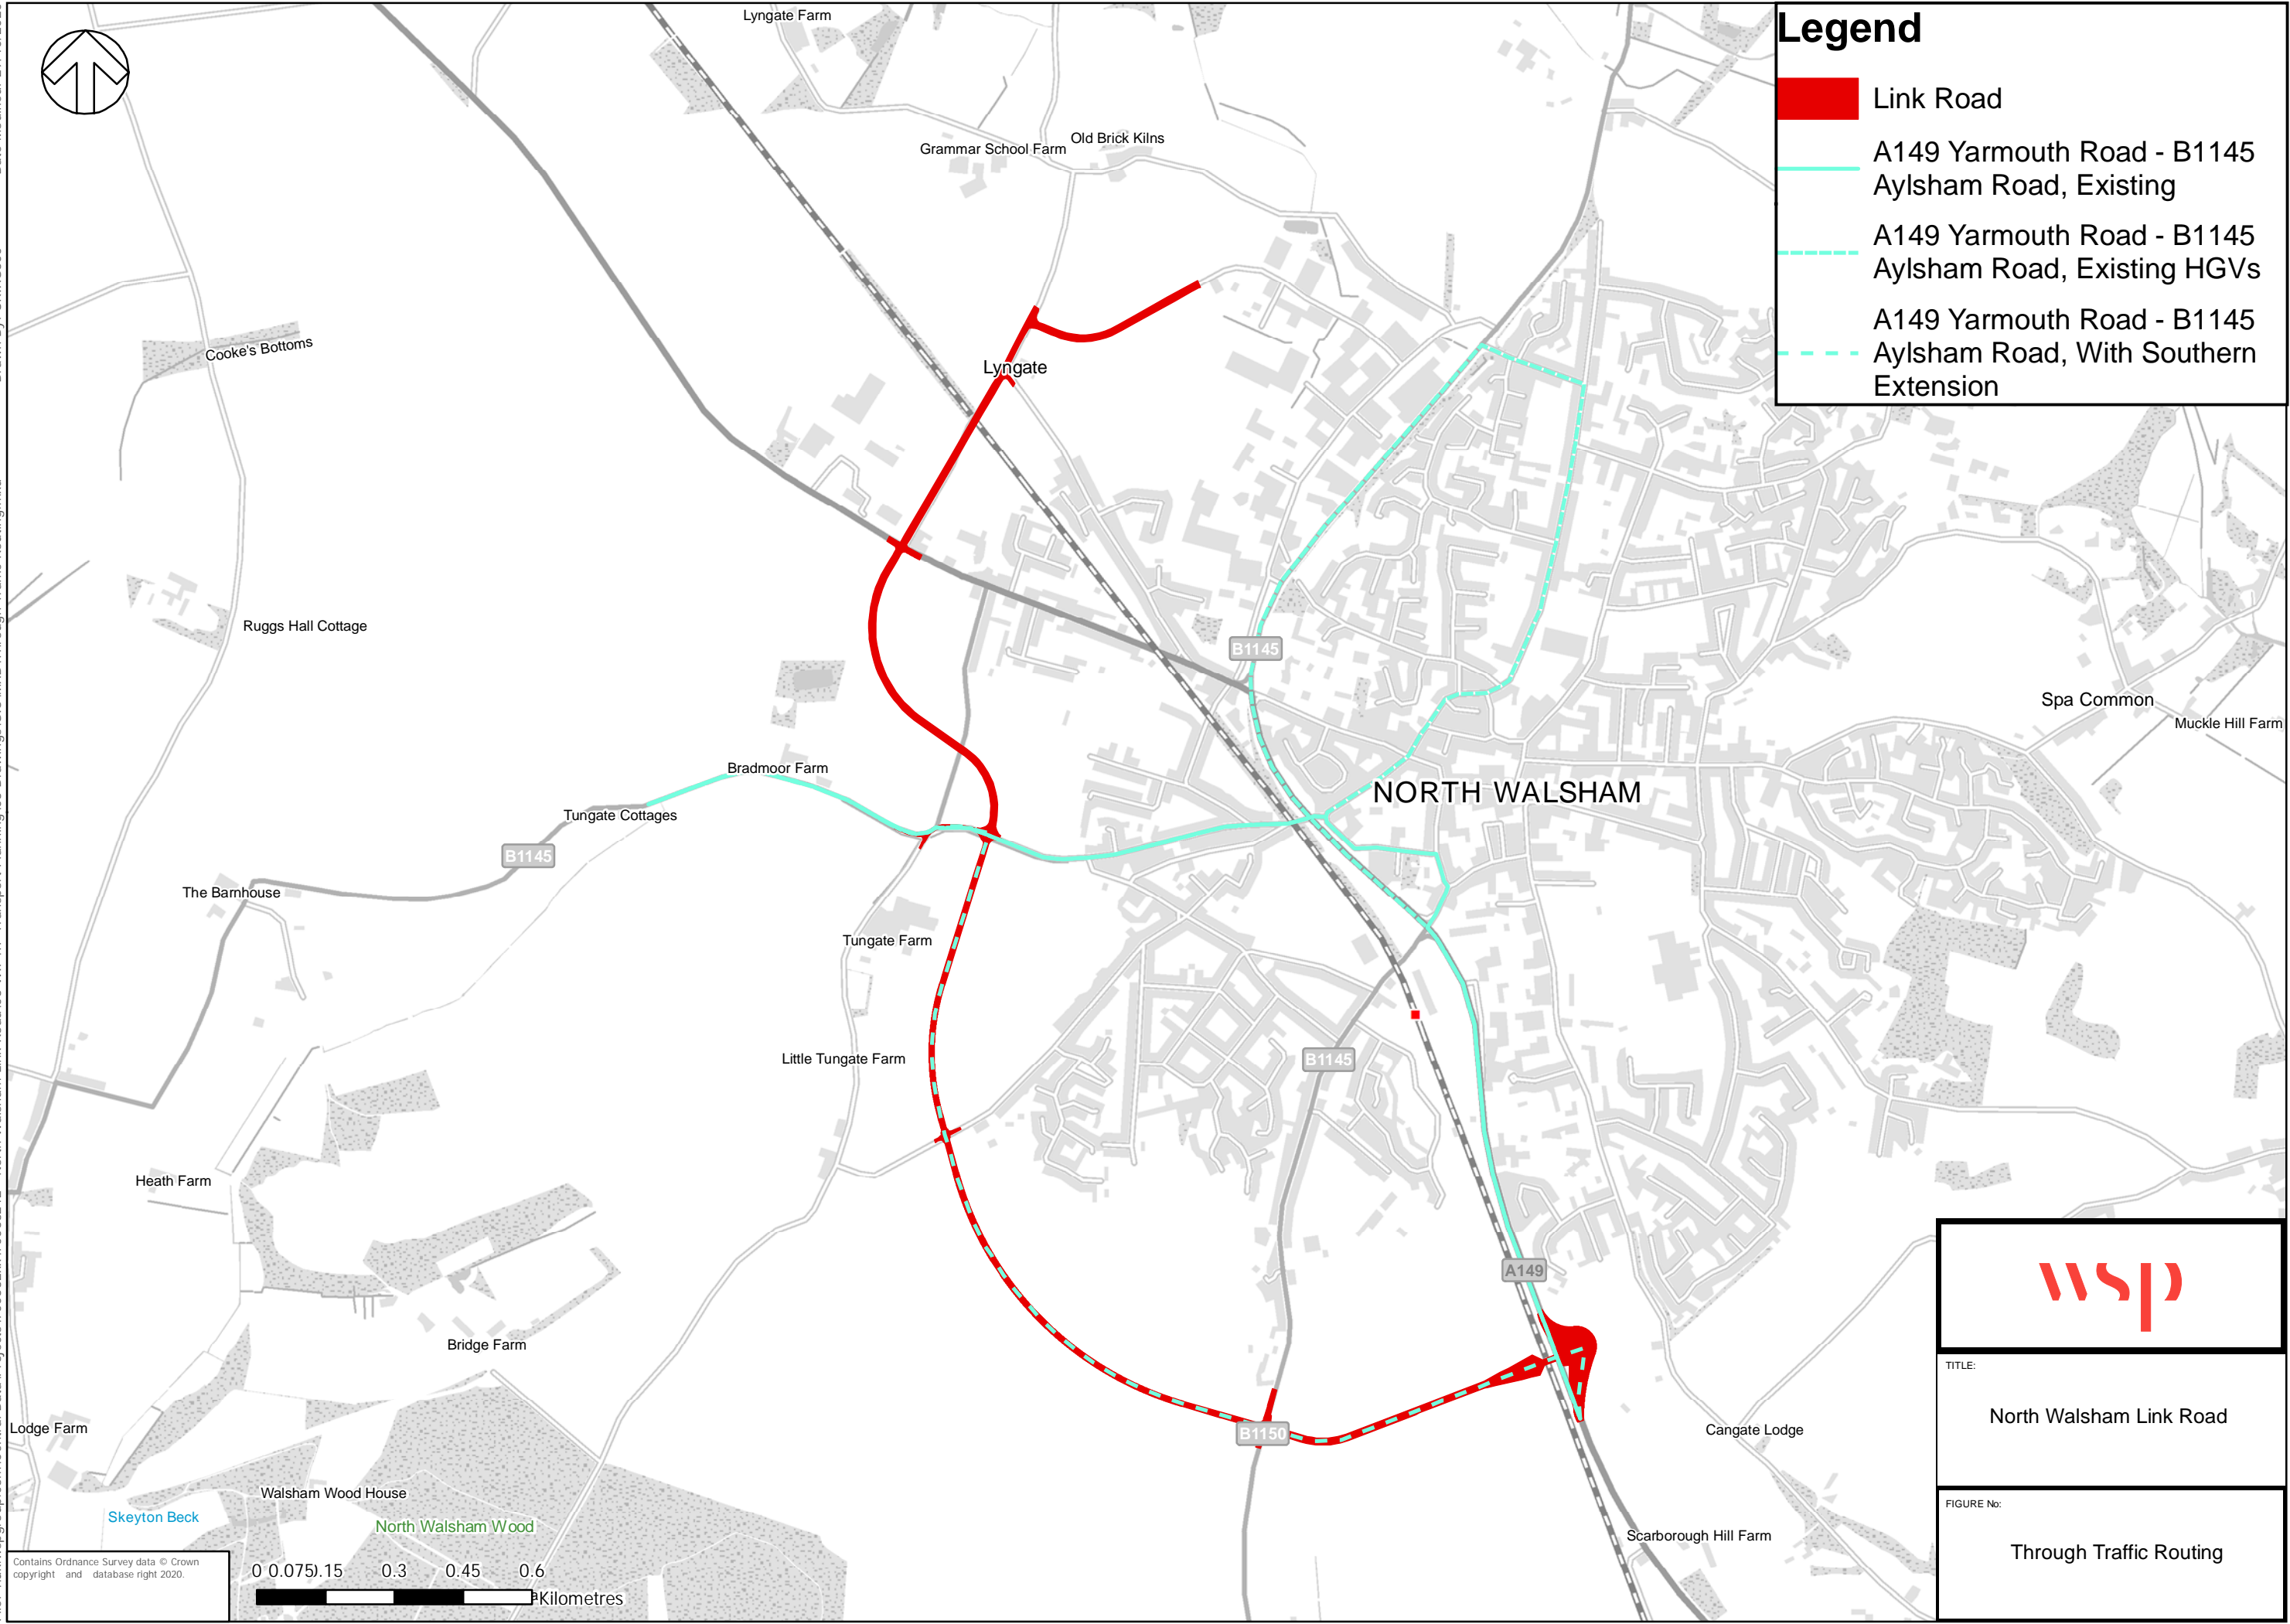 Legend
Link Road
A149 Yarmouth Road - B1145
Aylsham Road, Existing
A149 Yarmouth Road - B1145
Aylsham Road, Existing HGVs
A149 Yarmouth Road - B1145
Aylsham Road, With Southern
Extension
Lyngate Farm
Grammar School Farm
Old Brick Kilns
Cooke's Bottoms
Lyngate
Ruggs Hall Cottage
B1145
Spa Common
Muckle Hill Farm
Bradmoor Farm
NORTH WALSHAM
Tungate Cottages
B1145
The Barnhouse
Tungate Farm
Little Tungate Farm
B1145
Heath Farm
A149
Bridge Farm
B1150
Lodge Farm
Cangate Lodge
Walsham Wood House
Skeyton Beck
North Walsham Wood
Scarborough Hill Farm
wsp
TITLE:
North Walsham Link Road
FIGURE No:
Through Traffic Routing
Contains Ordnance Survey data © Crown
copyright and database right 2020.
0 0.075 0.15 0.3 0.45 0.6
Kilometres